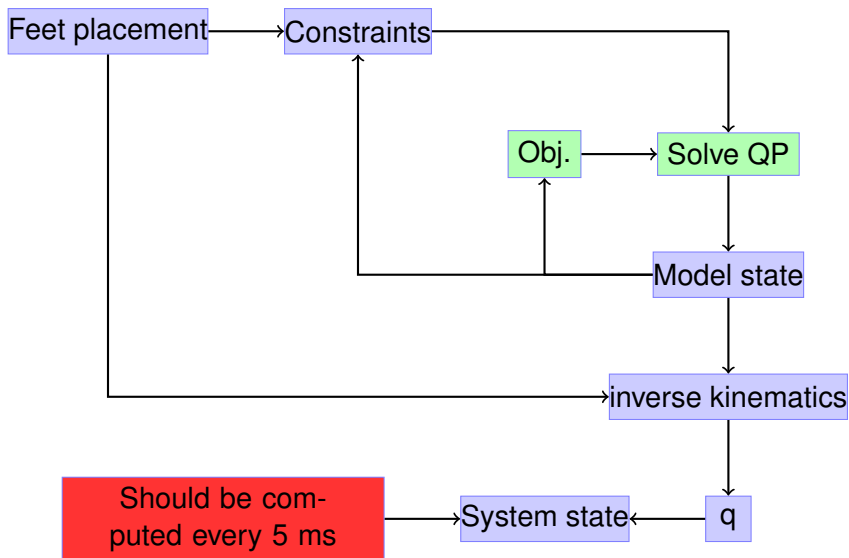 Feet placement
Constraints
Obj.
Solve QP
Model state
inverse kinematics
Should be com-
puted every 5 ms
System state
q